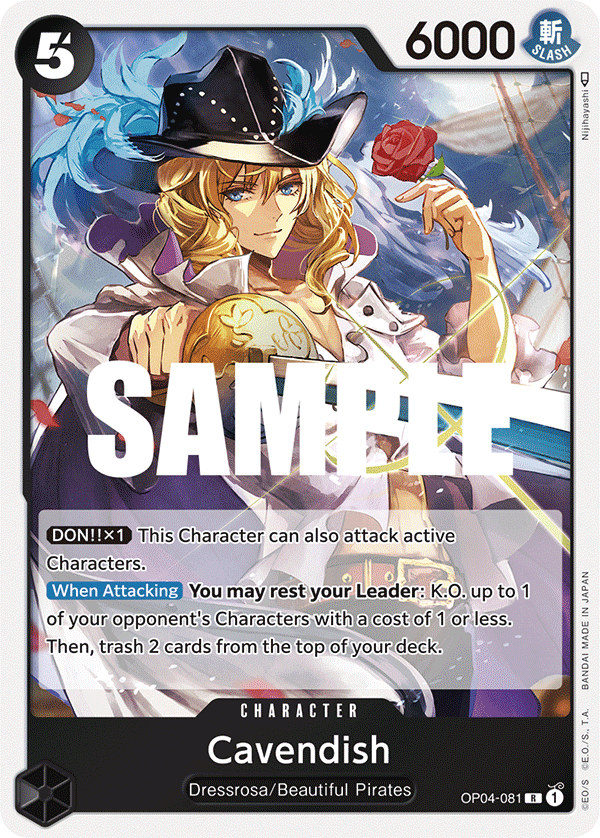 5
6000
斬
SLASH
Nijihayashi
SAMPLE
DON!!×1 This Character can also attack active
Characters.
When Attacking You may rest your Leader: K.O. up to 1
of your opponent's Characters with a cost of 1 or less.
Then, trash 2 cards from the top of your deck.
CHARACTER
Cavendish
Dressrosa/Beautiful Pirates
OP04-081 R 1
©E.O/S ©E.O./S., T.A. BANDAI MADE IN JAPAN